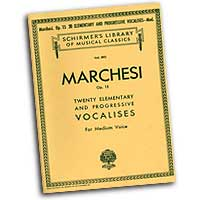 Marchesi, Op. 15. 20 ELEMENTARY AND PROGRESSIVE VOCALISES—Med.
SCHIRMER'S LIBRARY
OF MUSICAL CLASSICS
MARCHESI
Op. 15
TWENTY ELEMENTARY
AND PROGRESSIVE
VOCALISES
For Medium Voice